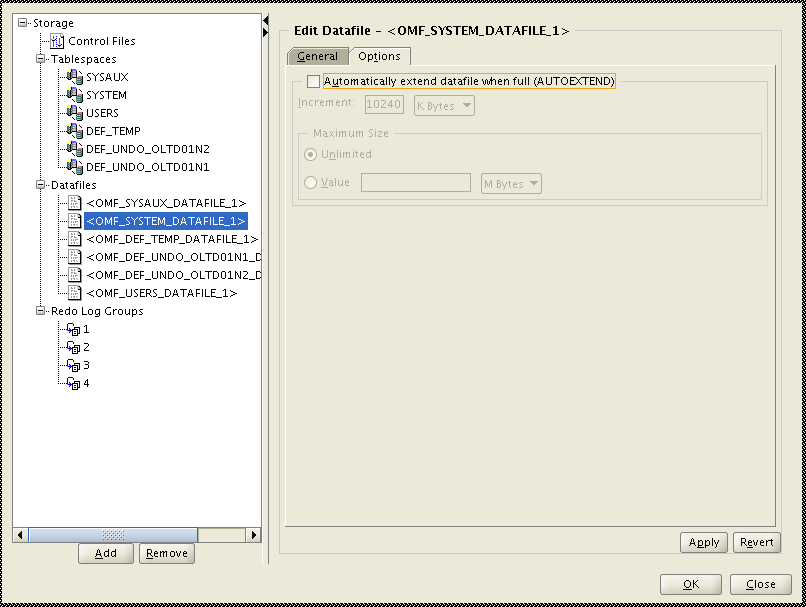 Storage
Control Files
Tablespaces
SYSAUX
SYSTEM
USERS
DEF_TEMP
DEF_UNDO_OLTD01N2
DEF_UNDO_OLTD01N1
Datafiles
<OMF_SYSAUX_DATAFILE_1>
<OMF_SYSTEM_DATAFILE_1>
<OMF_DEF_TEMP_DATAFILE_1>
<OMF_DEF_UNDO_OLTD01N1_D
<OMF_DEF_UNDO_OLTD01N2_D
<OMF_USERS_DATAFILE_1>
Redo Log Groups
1
2
3
4
Add Remove
Edit Datafile - <OMF_SYSTEM_DATAFILE_1>
General Options
Automatically extend datafile when full (AUTOEXTEND)
Increment: 10240 K Bytes
Maximum Size
Unlimited
Value M Bytes
Apply Revert
OK Close